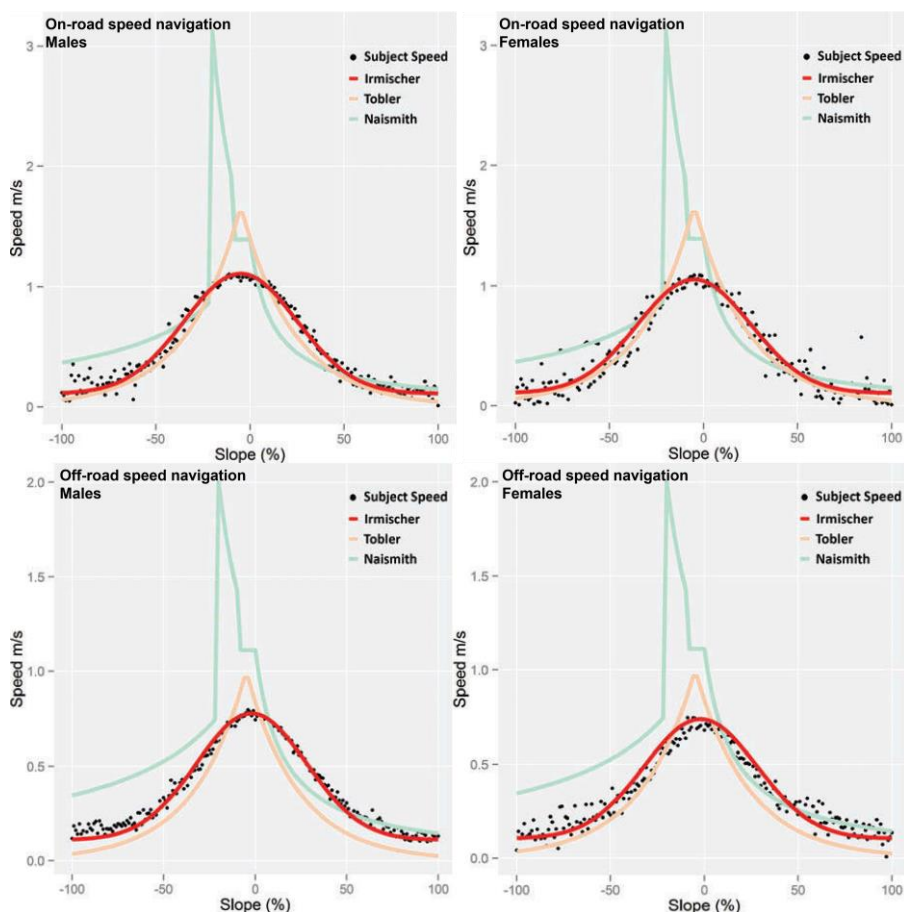 On-road speed navigation
Males
Subject Speed
Irmischer
Tobler
Naismith
3
2
1
0
Speed m/s
-100 -50 0 50 100
Slope (%)
On-road speed navigation
Females
Subject Speed
Irmischer
Tobler
Naismith
3
2
1
0
Speed m/s
-100 -50 0 50 100
Slope (%)
Off-road speed navigation
Males
Subject Speed
Irmischer
Tobler
Naismith
2.0
1.5
1.0
0.5
0.0
Speed m/s
-100 -50 0 50 100
Slope (%)
Off-road speed navigation
Females
Subject Speed
Irmischer
Tobler
Naismith
2.0
1.5
1.0
0.5
0.0
Speed m/s
-100 -50 0 50 100
Slope (%)